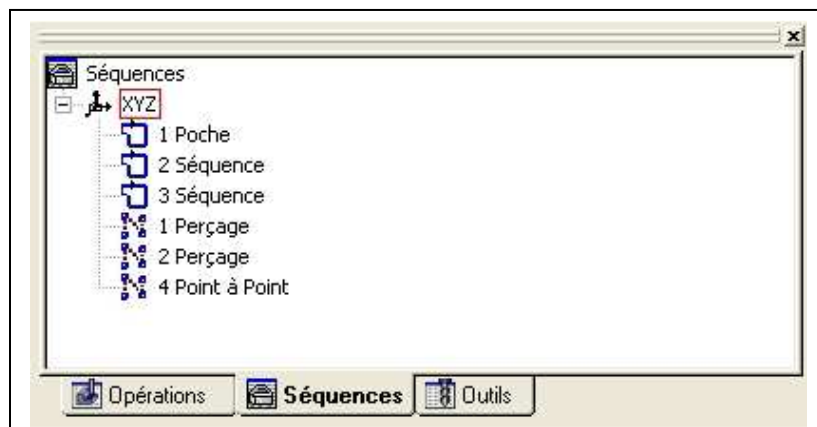 Séquences
XYZ
1 Poche
2 Séquence
3 Séquence
1 Perçage
2 Perçage
4 Point à Point
Opérations Séquences Outils